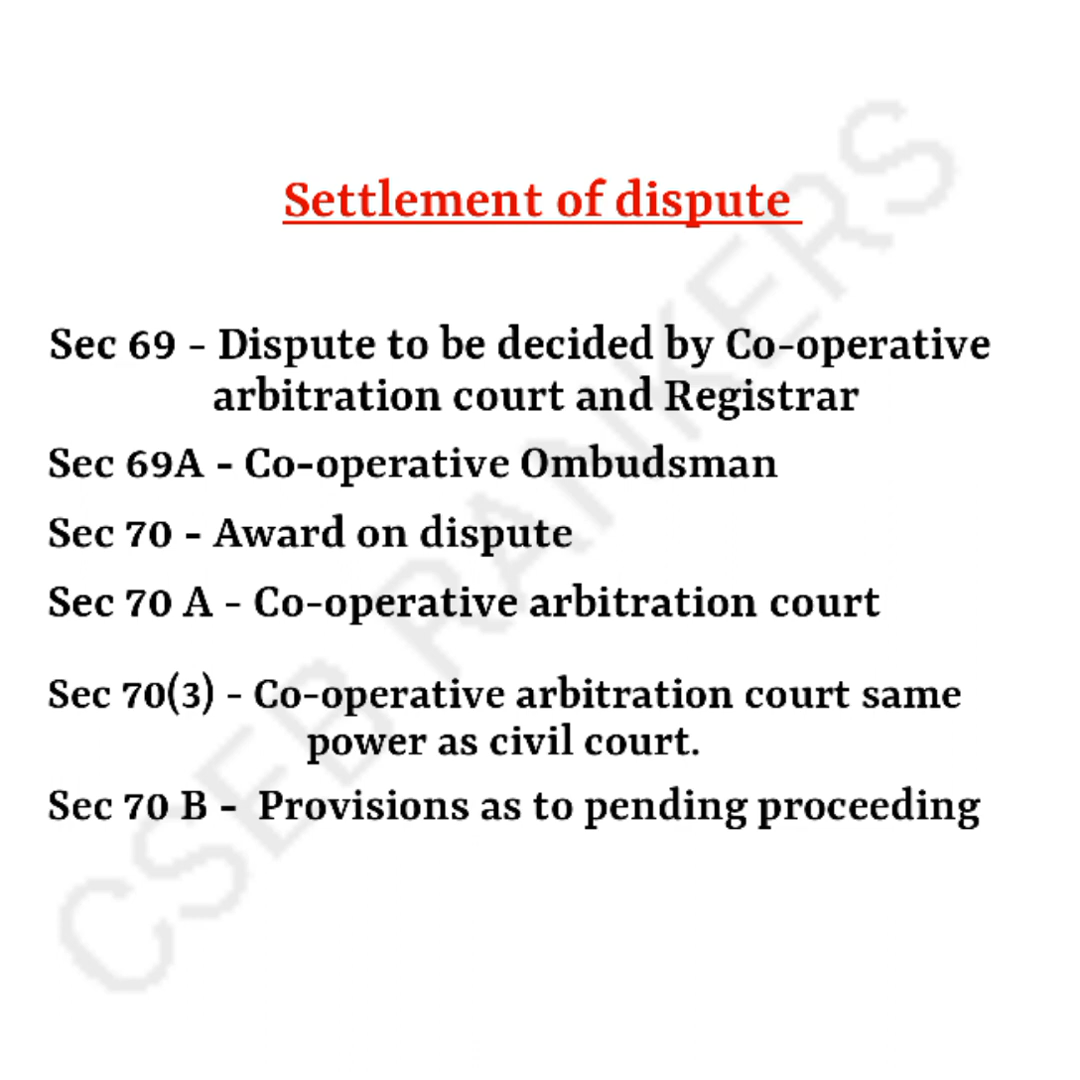 Settlement of dispute
Sec 69 - Dispute to be decided by Co-operative
arbitration court and Registrar
Sec 69A - Co-operative Ombudsman
Sec 70 - Award on dispute
Sec 70 A - Co-operative arbitration court
Sec 70(3) - Co-operative arbitration court same
power as civil court.
Sec 70 B - Provisions as to pending proceeding
CSEB RANKERS